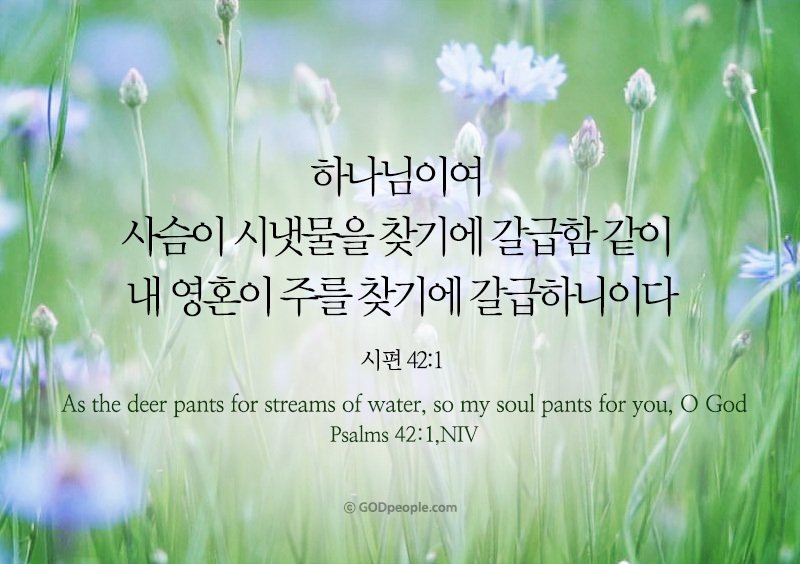 하나님이여
사슴이 시냇물을 찾기에 갈급함 같이
내 영혼이 주를 찾기에 갈급하니이다
시편 42:1
As the deer pants for streams of water, so my soul pants for you, O God
Psalms 42:1,NIV
© GODpeople.com